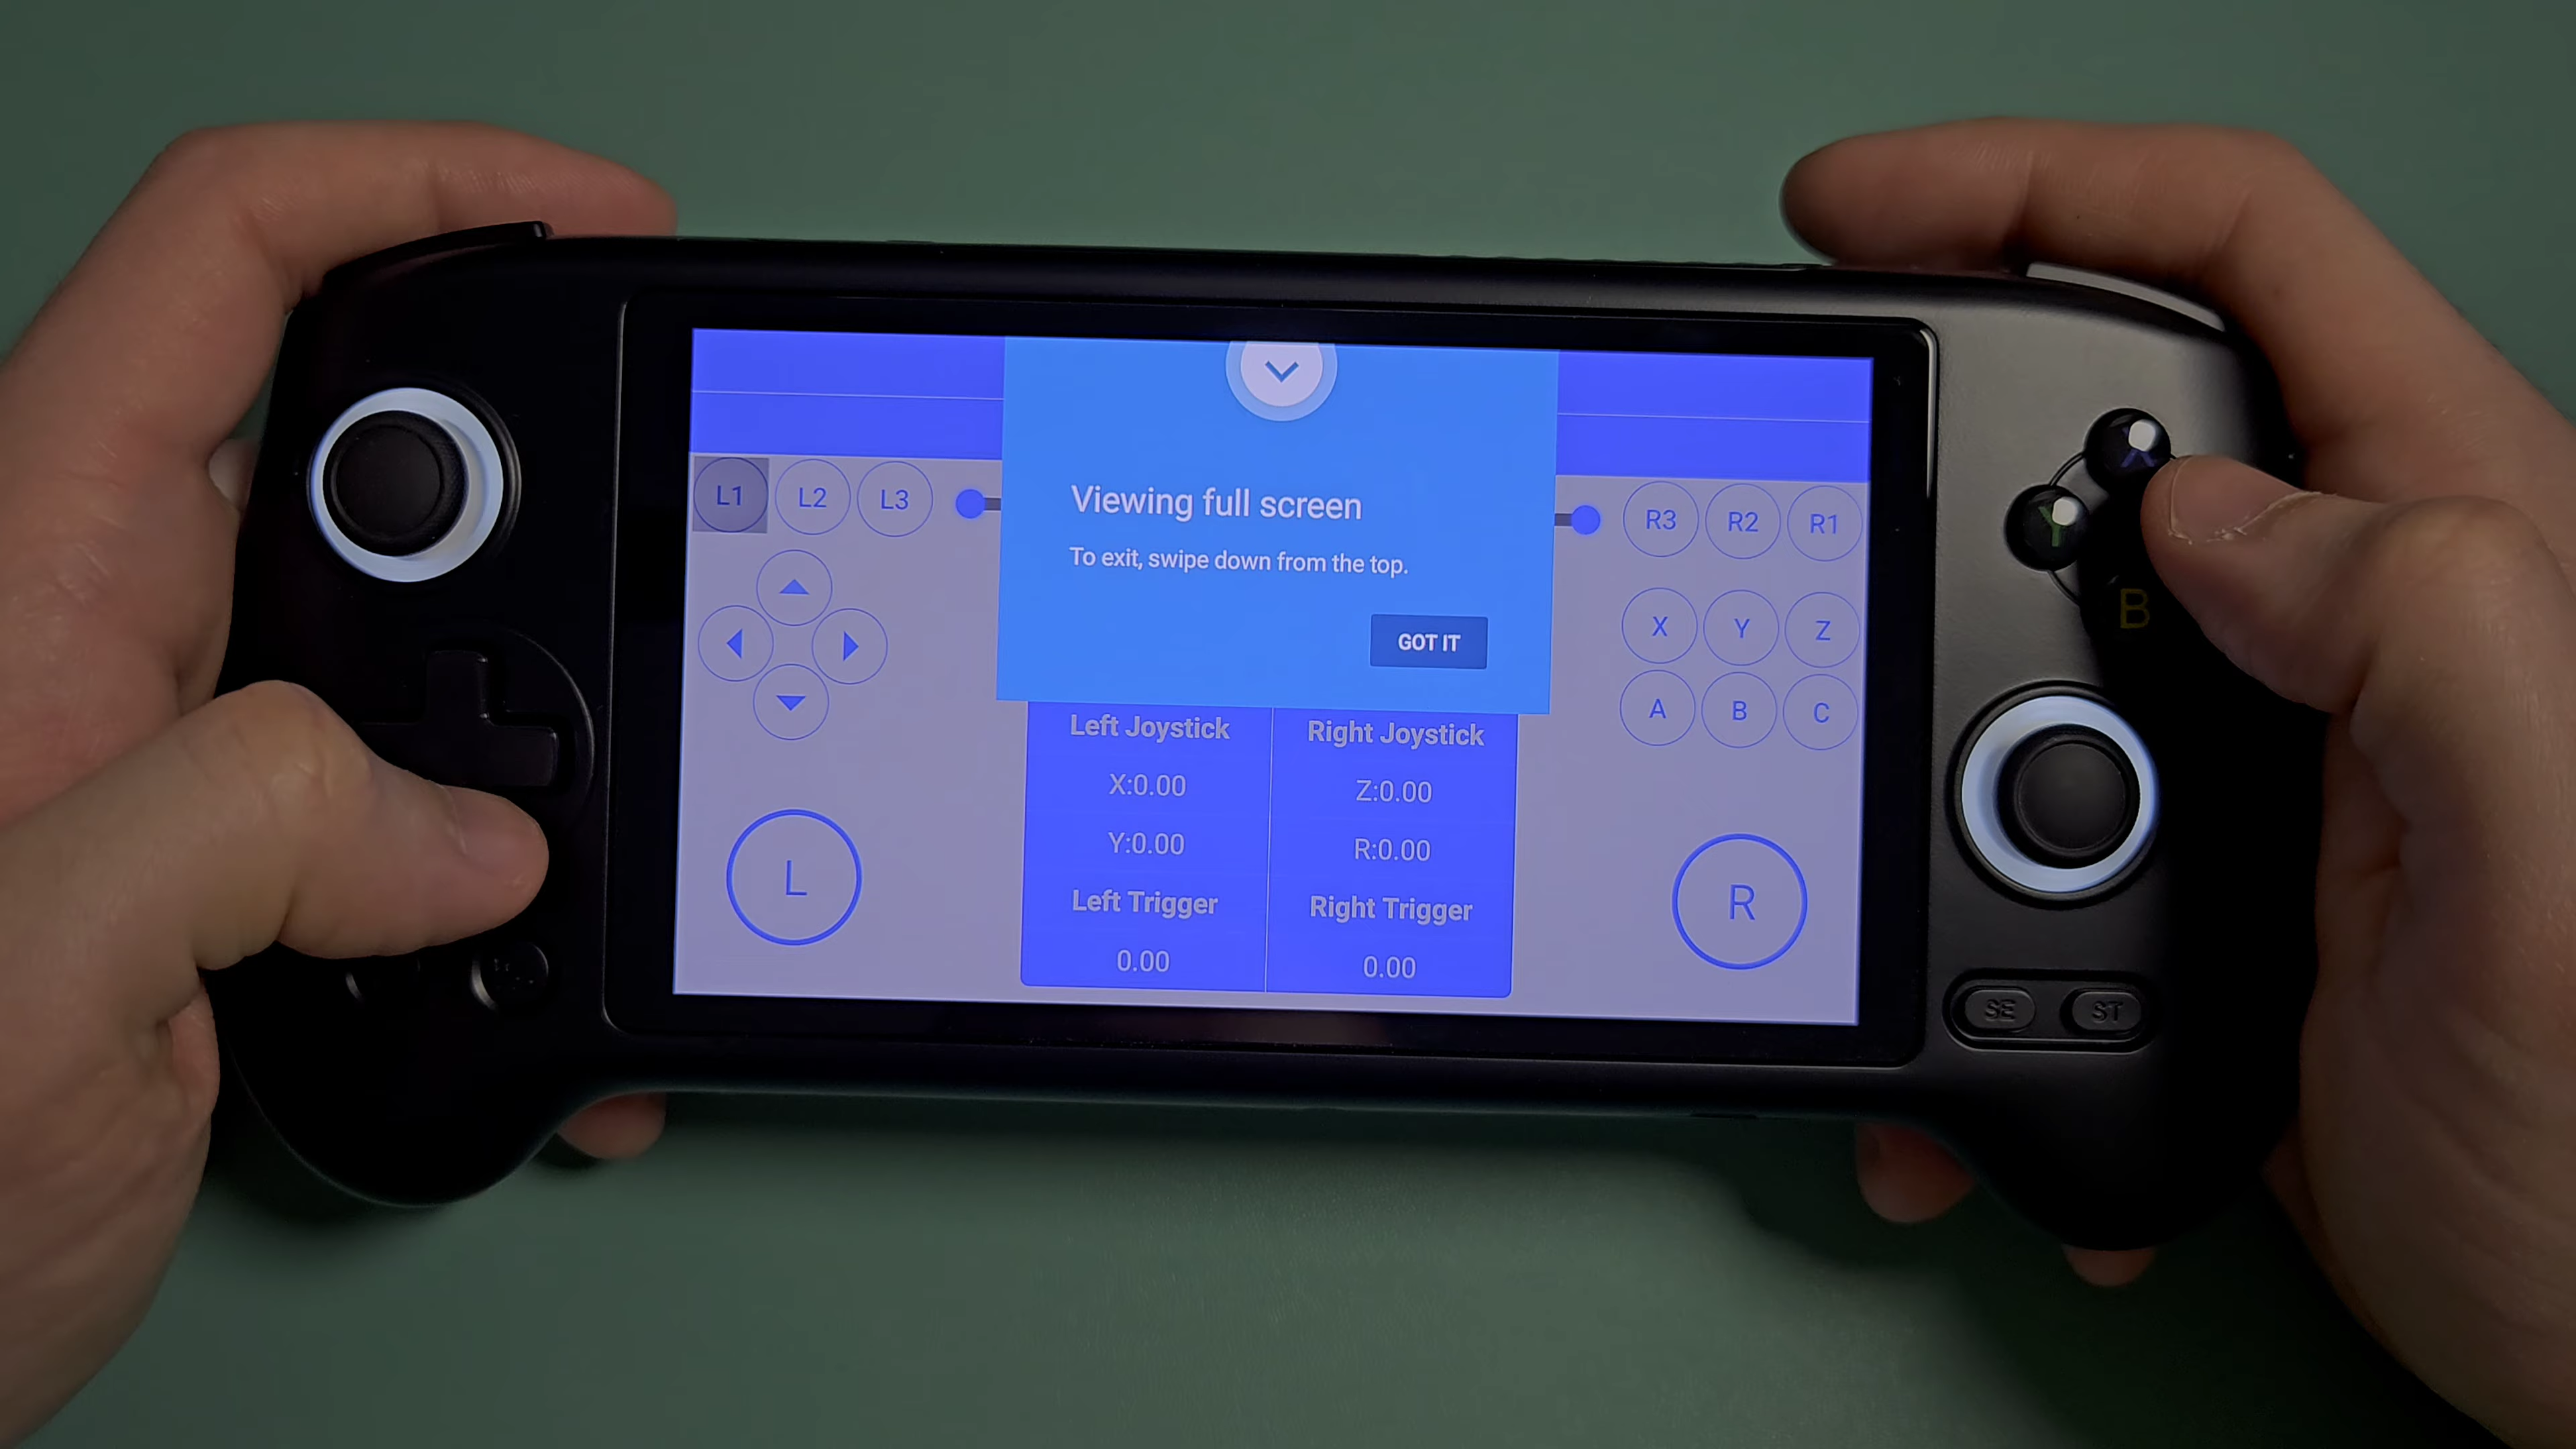 L1 L2 L3
R3 R2 R1
Viewing full screen
To exit, swipe down from the top.
GOT IT
X Y Z
A B C
Left Joystick
X:0.00
Y:0.00
Left Trigger
0.00
Right Joystick
Z:0.00
R:0.00
Right Trigger
0.00
L
R
X
Y
B
SE ST